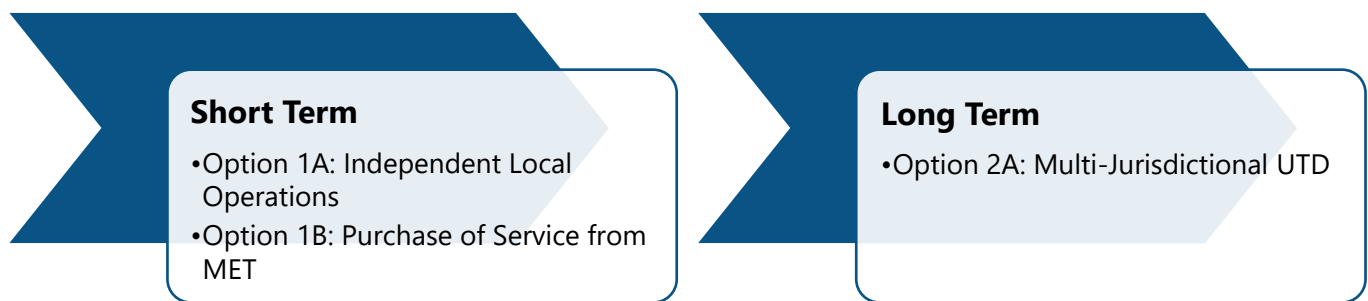 Short Term
•Option 1A: Independent Local
Operations
•Option 1B: Purchase of Service from
MET
Long Term
•Option 2A: Multi-Jurisdictional UTD